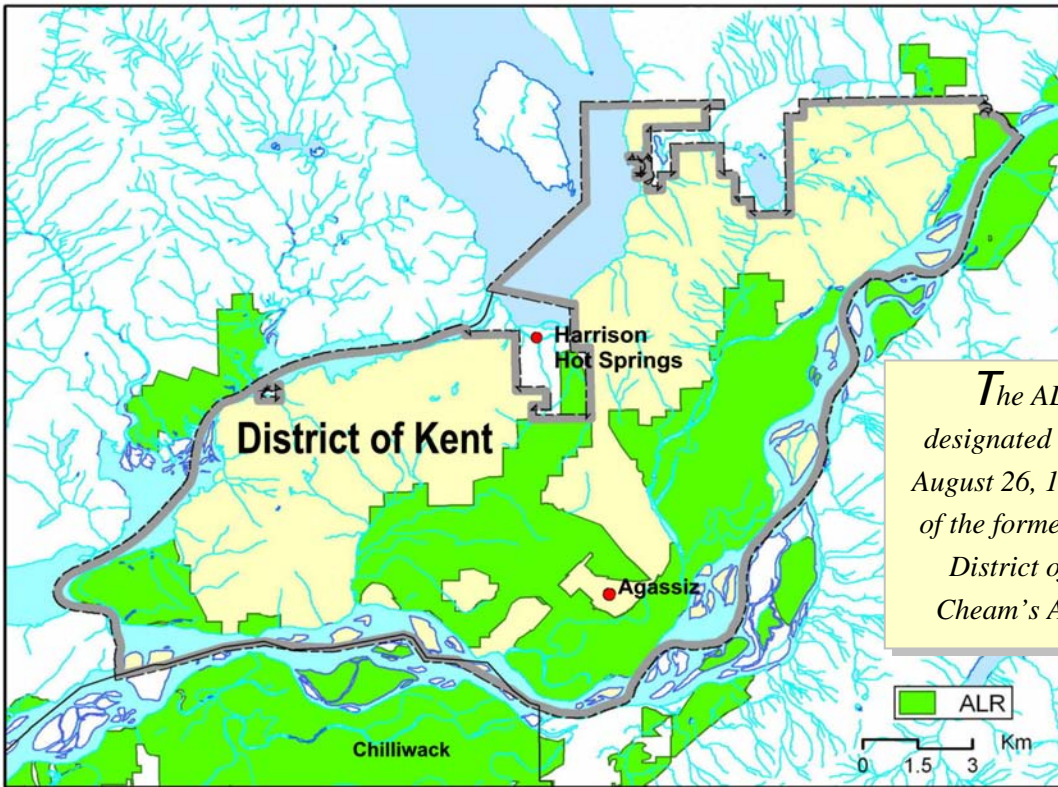 Harrison
Hot Springs
District of Kent
The AL
designated
August 26, 1
of the forme
District o
Cheam's A
Agassiz
ALR
Chilliwack
Km
0 1.5 3